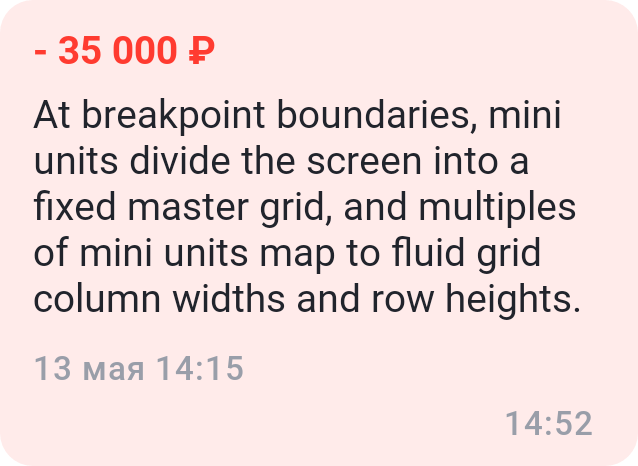 - 35 000 ₽
At breakpoint boundaries, mini
units divide the screen into a
fixed master grid, and multiples
of mini units map to fluid grid
column widths and row heights.
13 мая 14:15
14:52